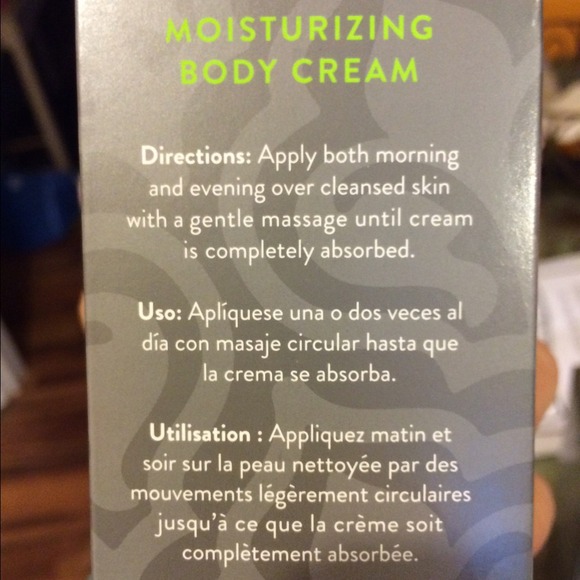 MOISTURIZING
BODY CREAM
Directions: Apply both morning
and evening over cleansed skin
with a gentle massage until cream
is completely absorbed.
Uso: Aplíquese una o dos veces al
día con masaje circular hasta que
la crema se absorba.
Utilisation : Appliquez matin et
soir sur la peau nettoyée par des
mouvements légèrement circulaires
jusqu'à ce que la crème soit
complètement absorbée.